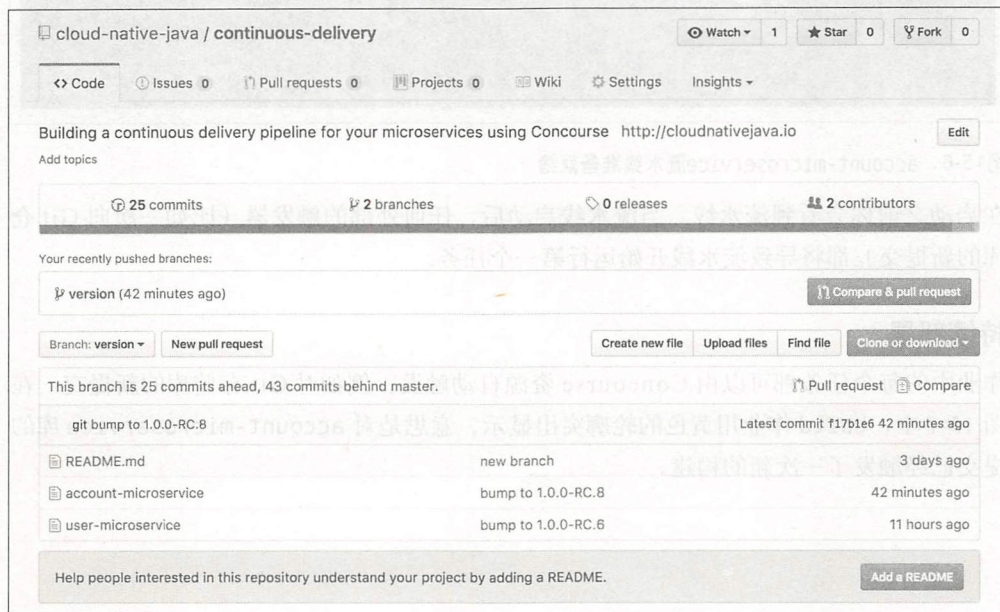 cloud-native-java / continuous-delivery
Watch 1 Star 0 Fork 0
Code Issues 0 Pull requests 0 Projects 0 Wiki Settings Insights
Building a continuous delivery pipeline for your microservices using Concourse http://cloudnativejava.io Edit
Add topics
25 commits 2 branches 0 releases 2 contributors
Your recently pushed branches:
version (42 minutes ago) Compare & pull request
Branch: version New pull request Create new file Upload files Find file Clone or download
This branch is 25 commits ahead, 43 commits behind master. Pull request Compare
git bump to 1.0.0-RC.8 Latest commit f17b1e6 42 minutes ago
README.md new branch 3 days ago
account-microservice bump to 1.0.0-RC.8 42 minutes ago
user-microservice bump to 1.0.0-RC.6 11 hours ago
Help people interested in this repository understand your project by adding a README. Add a README